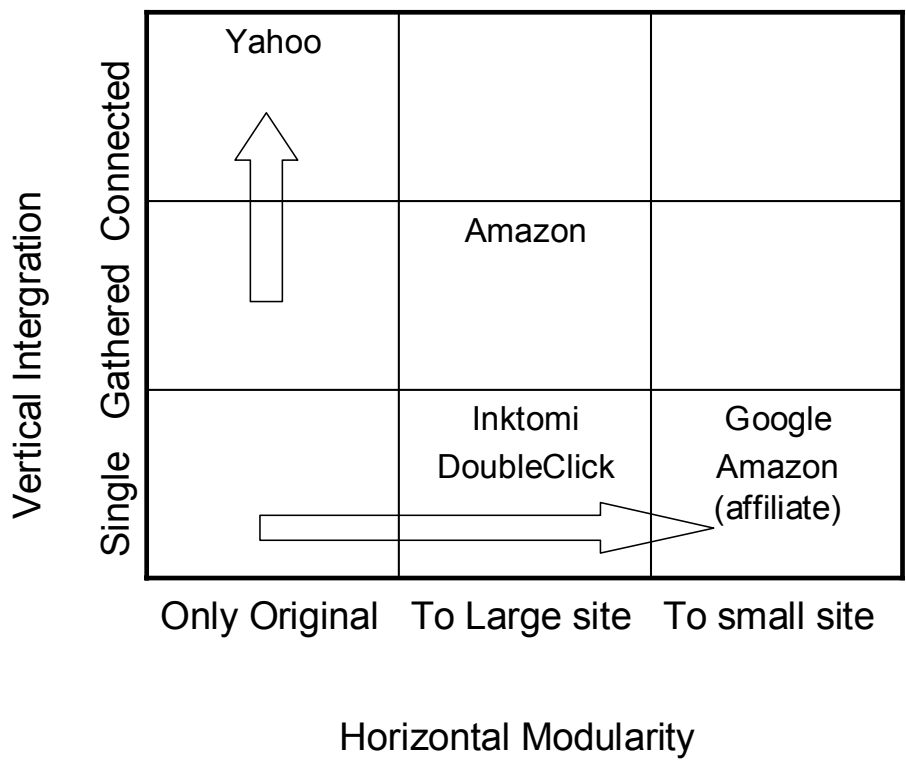 Yahoo
Connected
Amazon
Gathered
Vertical Intergration
Inktomi
Google
DoubleClick
Amazon
(affiliate)
Single
Only Original
To Large site
To small site
Horizontal Modularity